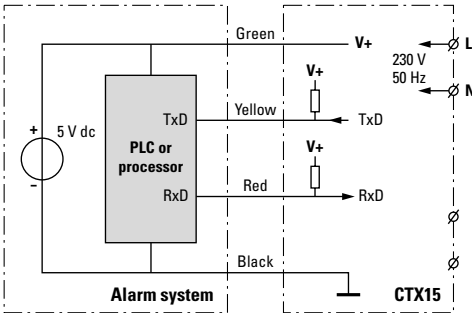 Green
V+
L
230 V
50 Hz
V+
N
+
5 V dc
TxD
Yellow
TxD
PLC or
processor
V+
–
RxD
Red
RxD
Black
Alarm system
CTX15